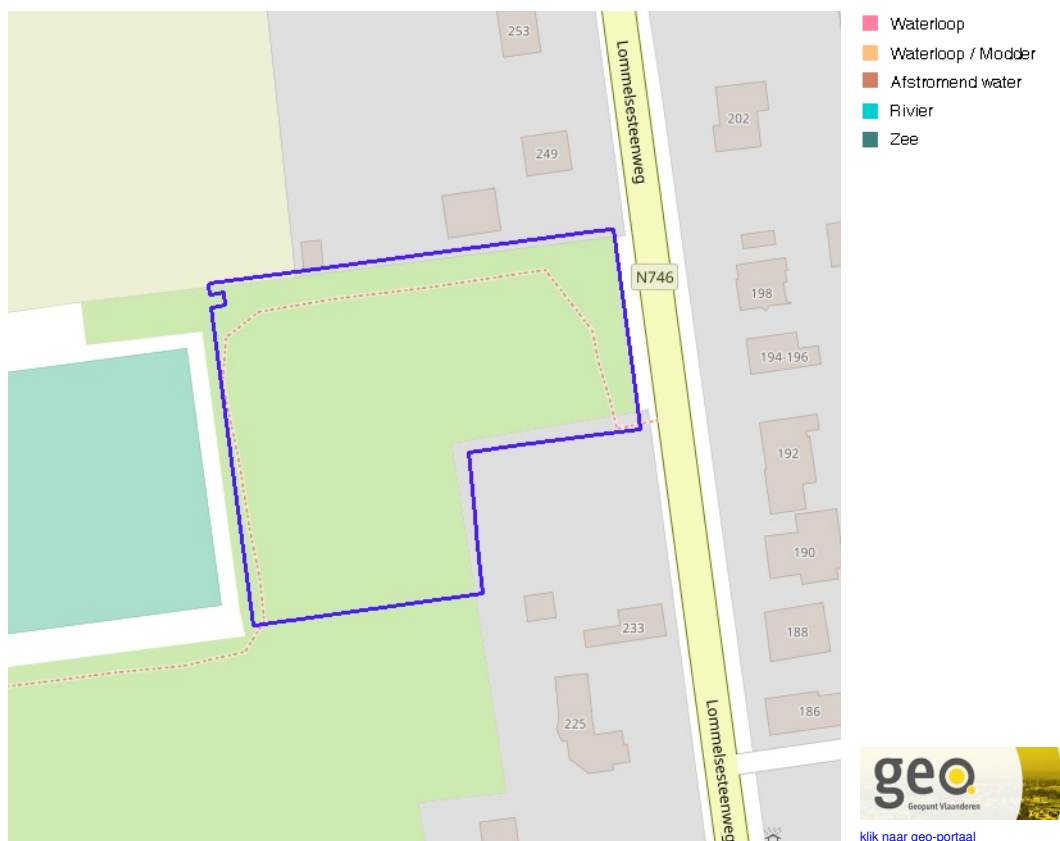 253
Lommelsesteenweg
202
249
N746
198
194-196
192
190
233
188
186
225
Lommelsesteenweg
Waterloop
Waterloop / Modder
Afstromend water
Rivier
Zee
geo.
Geopunt Vlaanderen
klik naar geo-portaal